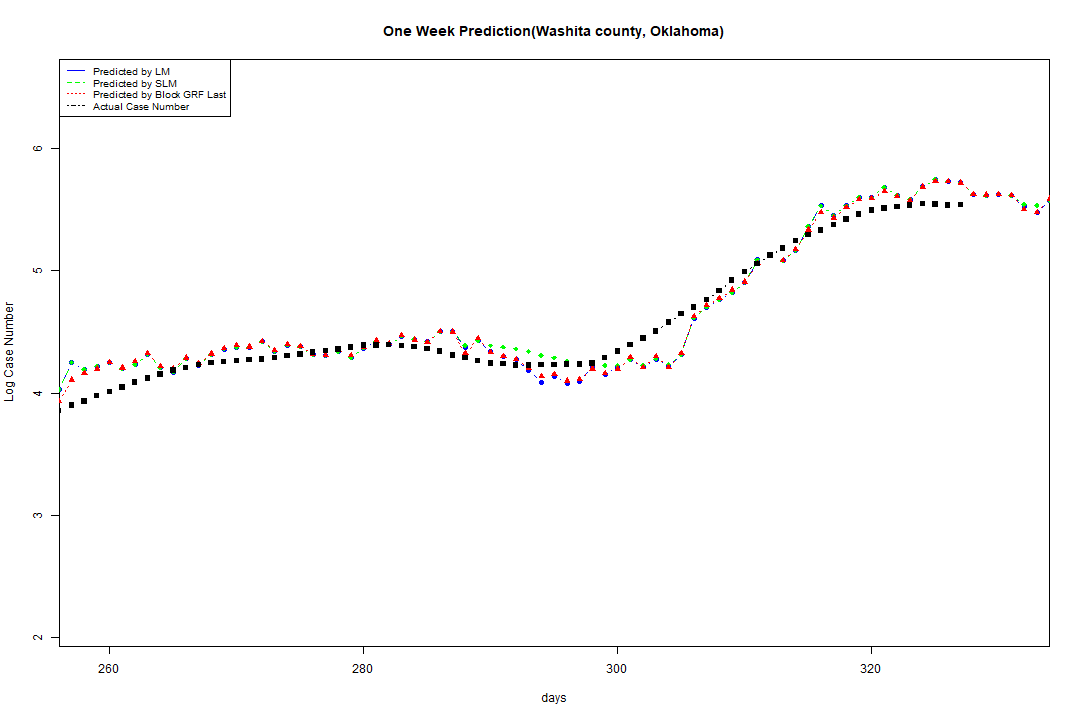 One Week Prediction(Washita county, Oklahoma)
Predicted by LM
Predicted by SLM
Predicted by Block GRF Last
Actual Case Number
Log Case Number
6
5
4
3
2
260 280 300 320
days